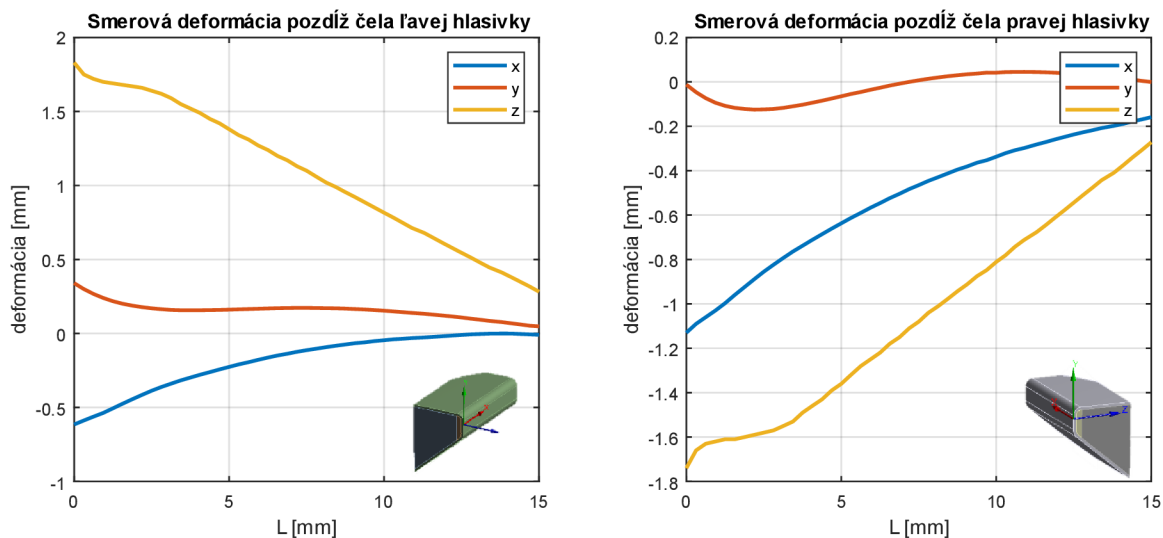 Smerová deformácia pozdĺž čela ľavej hlasivky
2
1.5
1
0.5
0
-0.5
-1
deformácia [mm]
x
y
z
0
5
10
15
L [mm]
Smerová deformácia pozdĺž čela pravej hlasivky
0.2
0
-0.2
-0.4
-0.6
-0.8
-1
-1.2
-1.4
-1.6
-1.8
deformácia [mm]
x
y
z
Y
Z
0
5
10
15
L [mm]